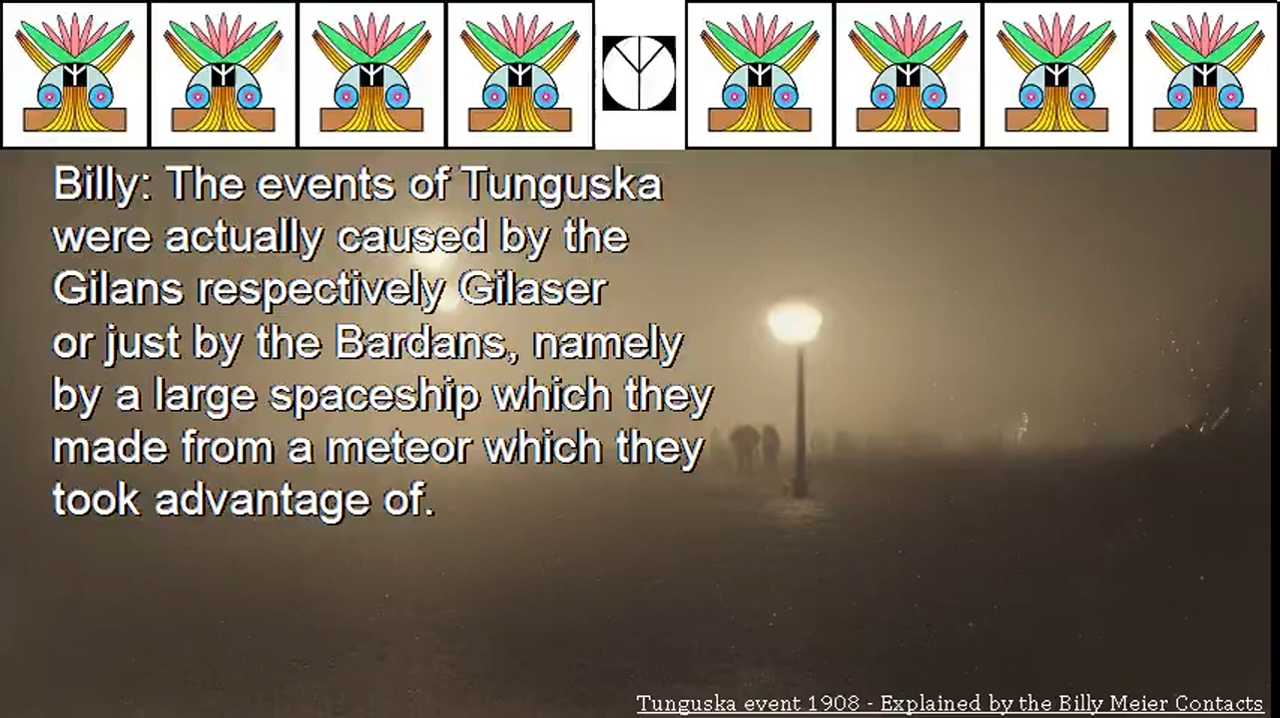 Billy: The events of Tunguska
were actually caused by the
Gilans respectively Gilaser
or just by the Bardans, namely
by a large spaceship which they
made from a meteor which they
took advantage of.
Tunguska event 1908 - Explained by the Billy Meier Contacts